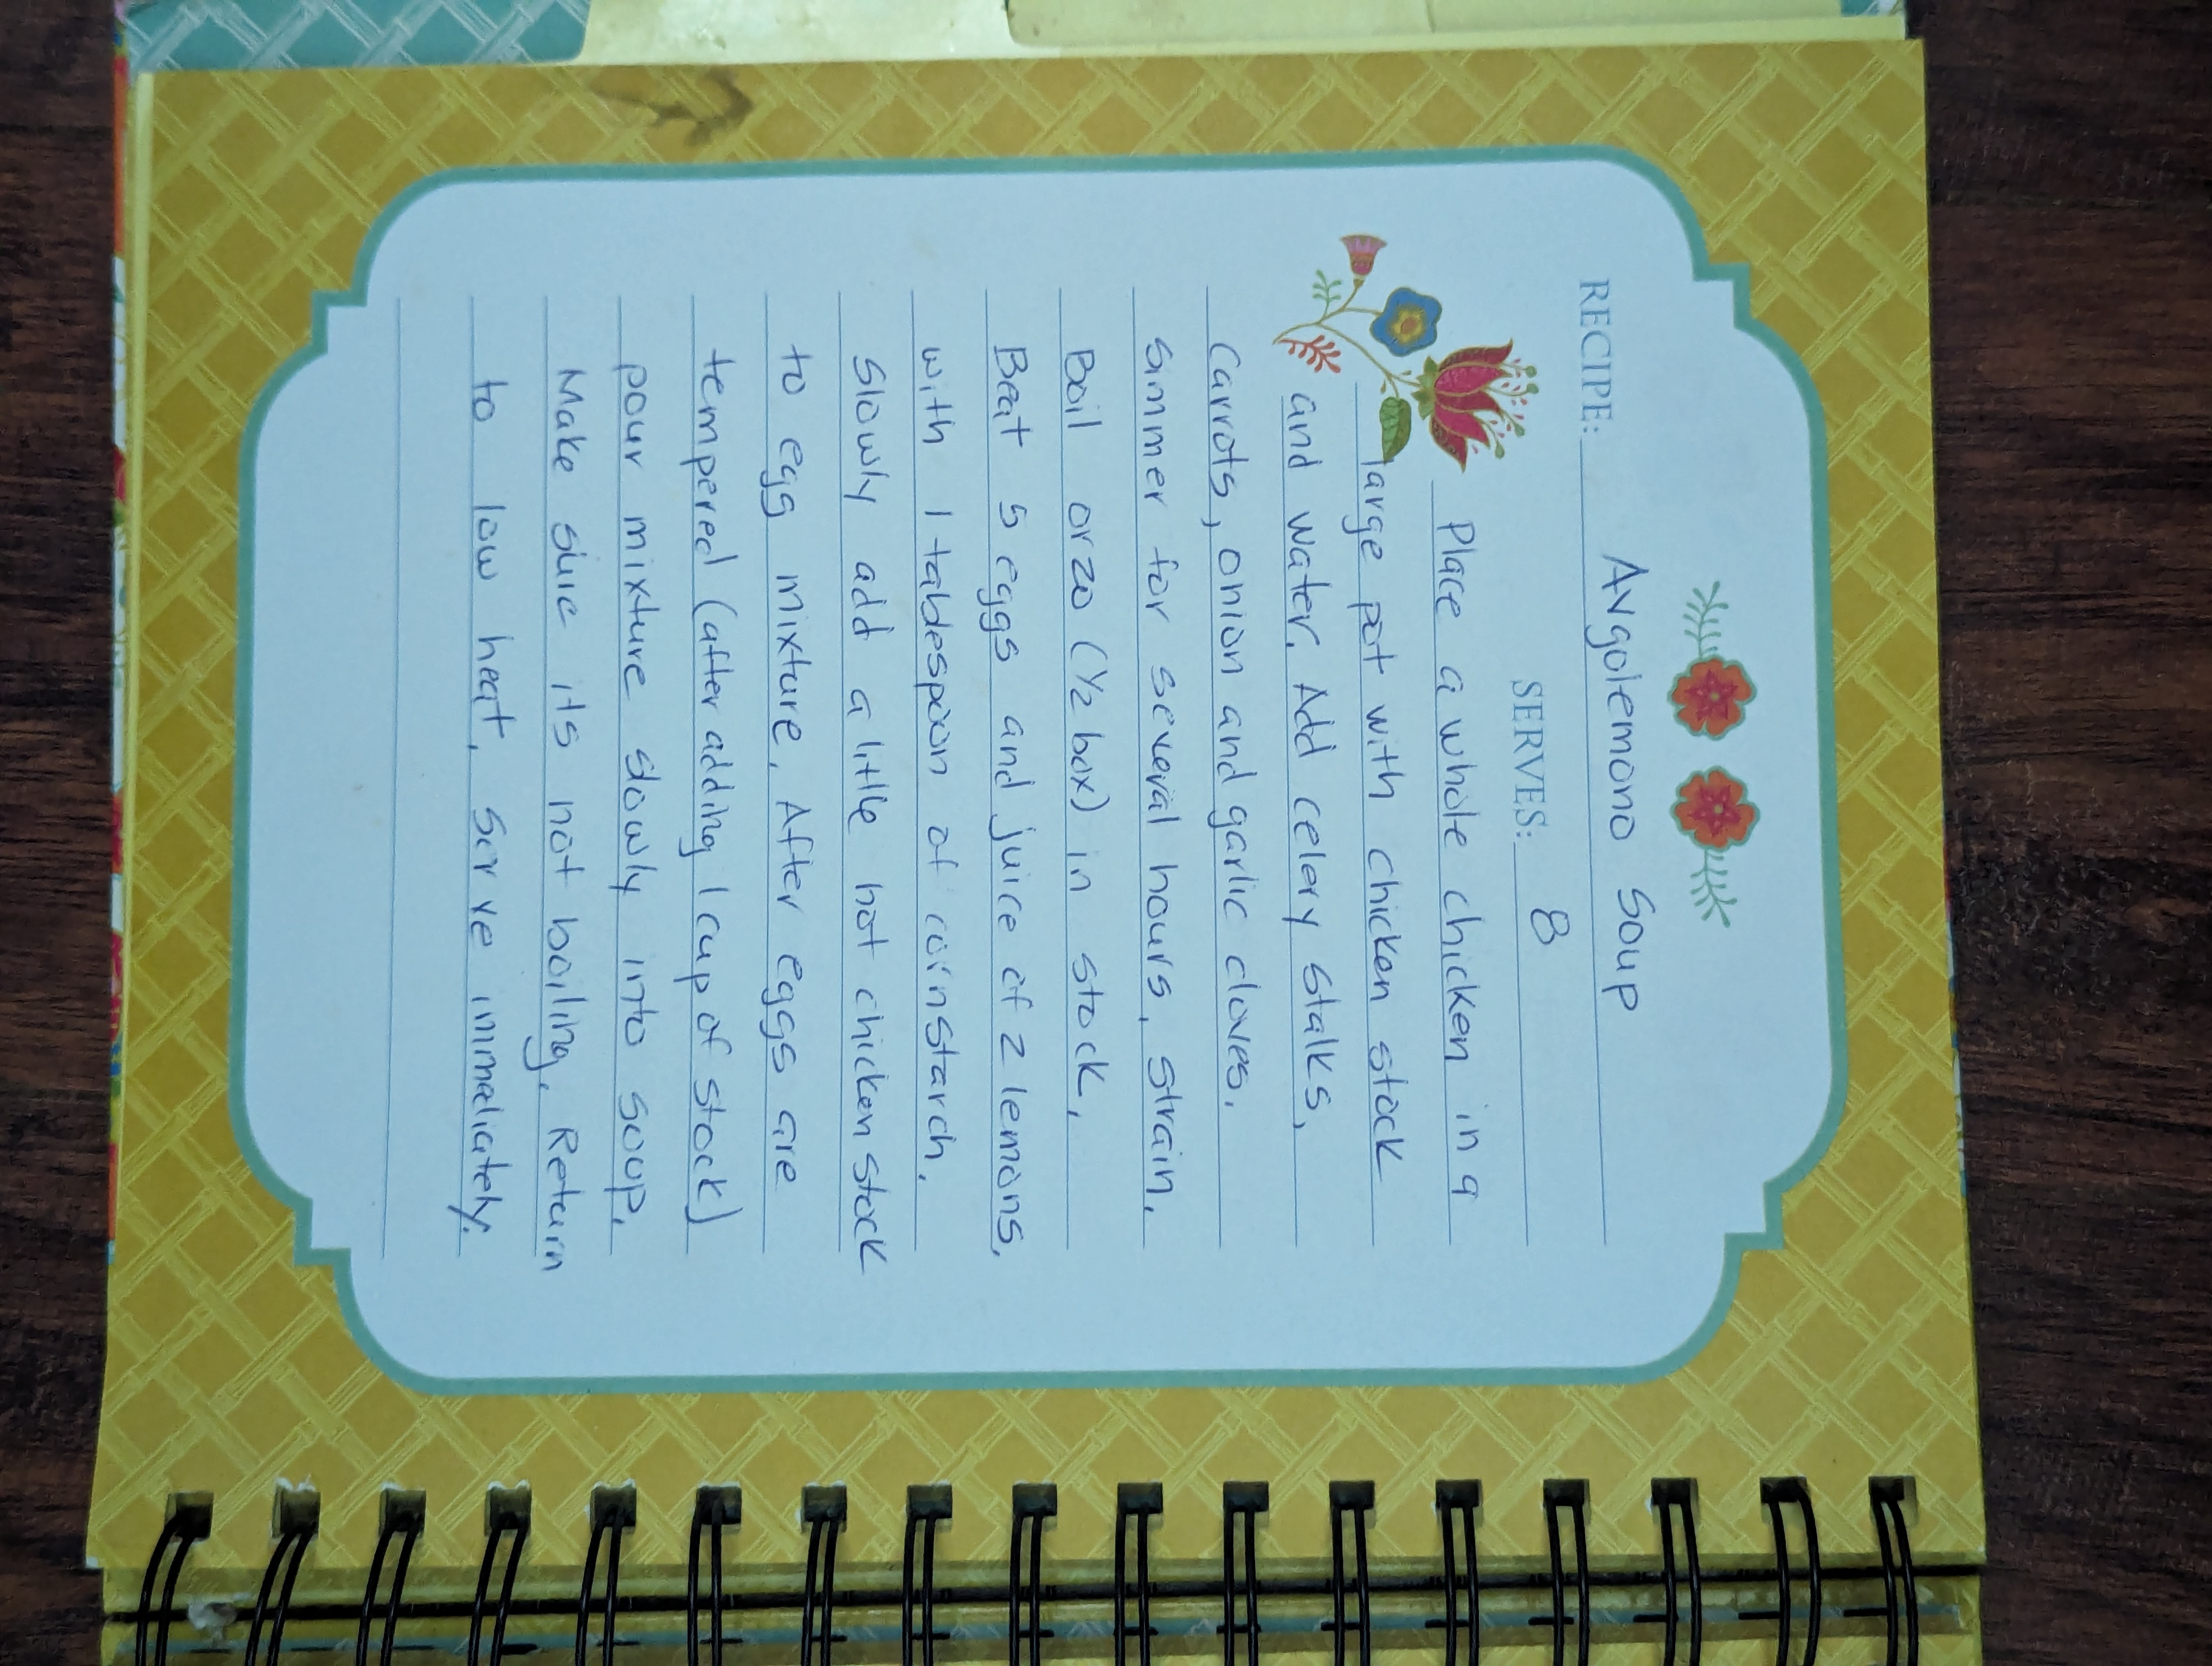 RECIPE: Avgolemono Soup
SERVES: 8
Place a whole chicken in a
large pot with chicken stock
and water. Add celery stalks,
carrots, onion and garlic cloves.
Simmer for several hours, strain.
Boil orzo (1/2 box) in stock.
Beat 5 eggs and juice of 2 lemons,
with 1 tablespoon of cornstarch.
Slowly add a little hot chicken stock
to egg mixture. After eggs are
tempered (after adding 1 cup of stock)
pour mixture slowly into soup.
Make sure its not boiling. Return
to low heat, serve immediately.